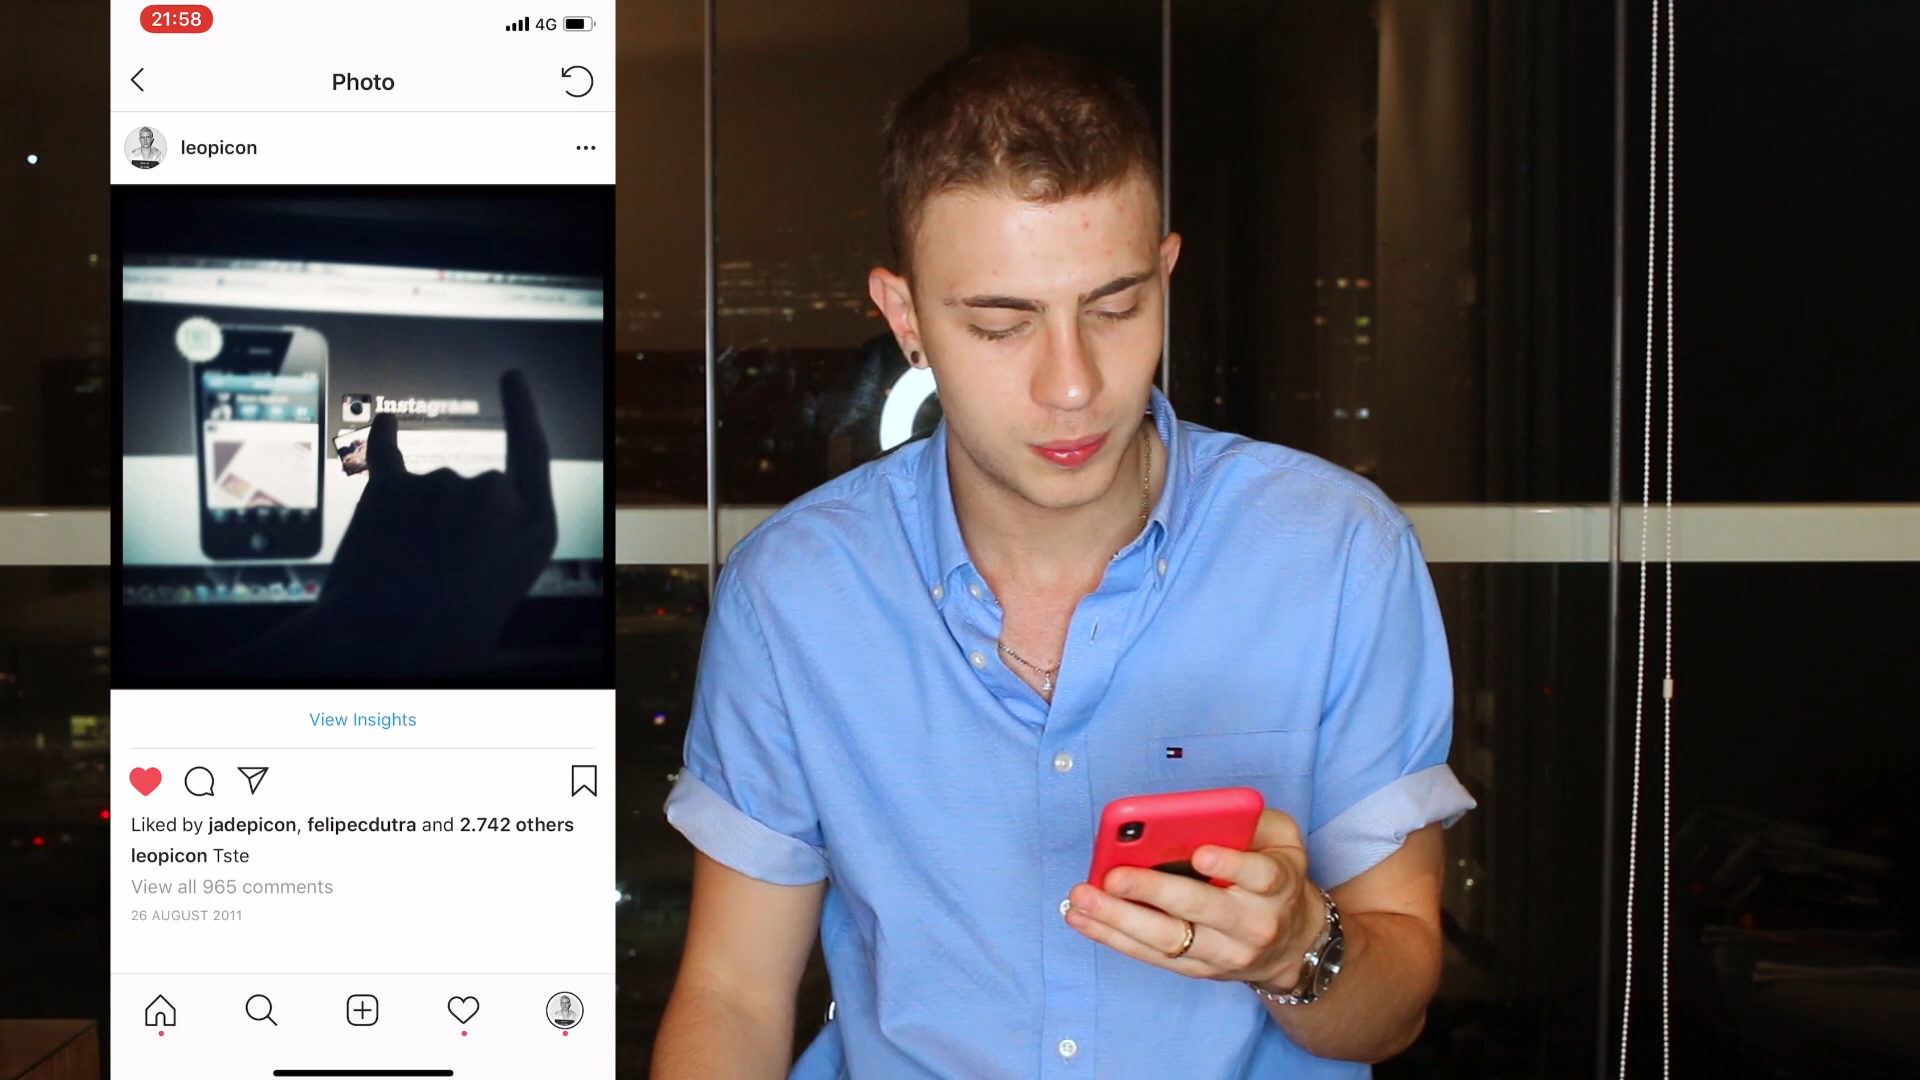 21:58
4G
Photo
leopicon
Instagram
View Insights
Liked by jadepicon, felipecdutra and 2.742 others
leopicon Tste
View all 965 comments
26 AUGUST 2011